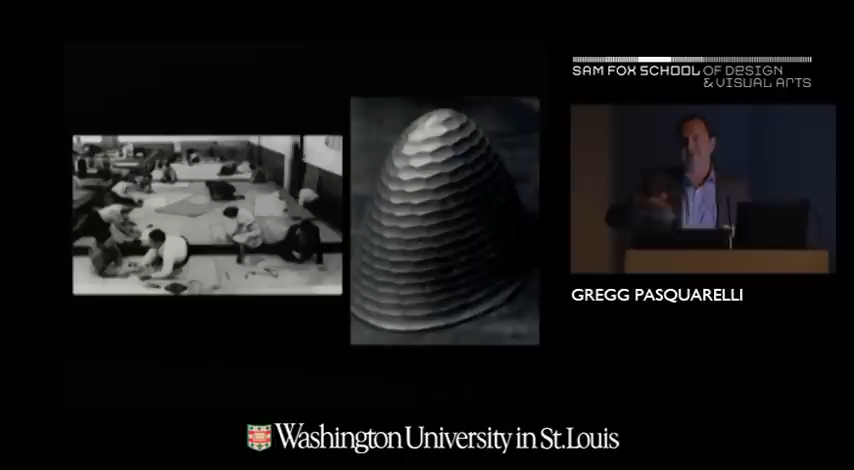 SAM FOX SCHOOL OF DESIGN
& VISUAL ARTS
GREGG PASQUARELLI
Washington University in St. Louis